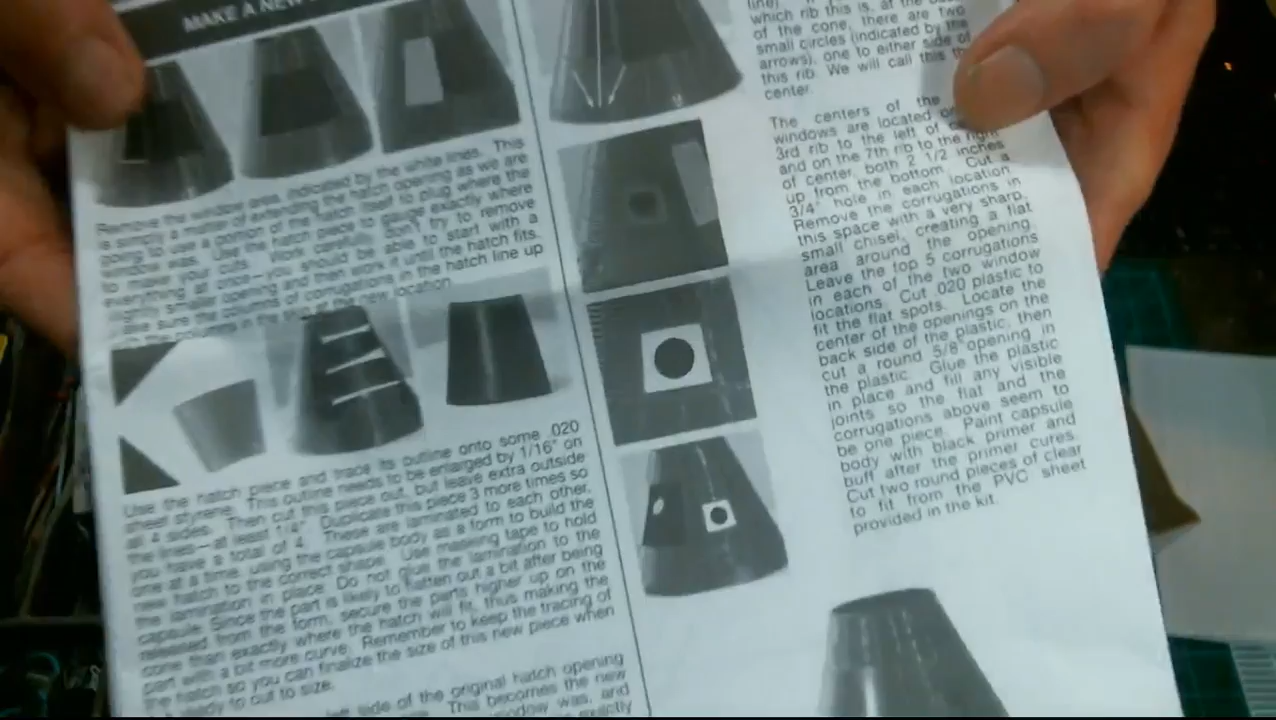 MAKE A NEW
Remove the window area, indicated by the white lines. This
is simply a matter of extending the hatch opening as we are
going to use a portion of the hatch itself to plug where the
window was. Use the hatch piece to gauge exactly where
to make your cuts. Work carefully; don't try to remove
everything at once—you should be able to start with a
slightly smaller opening and then work it until the hatch fits.
Make sure the columns of corrugations in the hatch line up
new location.
Use the hatch piece and trace its outline onto some .020
sheet styrene. This outline needs to be enlarged by 1/16" on
all 4 sides. Then cut this piece out, but leave extra outside
the lines—at least 1/4". Duplicate this piece 3 more times so
you have a total of 4. These are laminated to each other,
one at a time, using the capsule body as a form to build the
new hatch to the correct shape. Use masking tape to hold
the lamination in place. Do not glue the lamination to the
capsule. Since the part is likely to flatten out a bit after being
released from the form, secure the parts higher up on the
cone than exactly where the hatch will fit, thus making the
part with a bit more curve. Remember to keep the tracing of
the hatch so you can finalize the size of this new piece when
ready to cut to size.
side of the original hatch opening
This becomes the new
window was, and
exactly
line).
which rib this is, at the
of the cone, there are two
small circles (indicated by the
arrows), one to either side of
this rib. We will call this
center.
The centers of the
windows are located
3rd rib to the left of
and on the 7th rib to the right
of center, both 2 1/2 inches
up from the bottom. Cut a
3/4" hole in each location.
Remove the corrugations in
this space with a very sharp,
small chisel, creating a flat
area around the opening.
Leave the top 5 corrugations
in each of the two window
locations. Cut .020 plastic to
fit the flat spots. Locate the
center of the openings on the
back side of the plastic, then
cut a round 5/8" opening in
the plastic. Glue the plastic
in place and fill any visible
joints so the flat and the
corrugations above seem to
be one piece. Paint capsule
body with black primer and
buff after the primer cures.
Cut two round pieces of clear
to fit from the PVC sheet
provided in the kit.